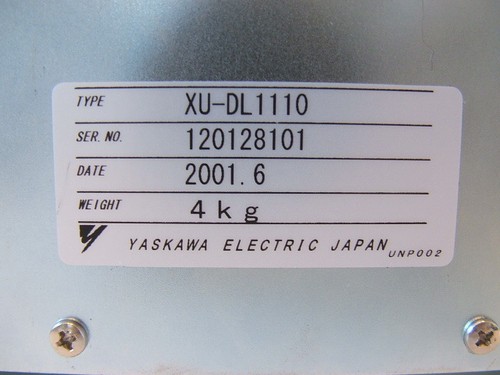 TYPE XU-DL1110
SER. NO. 120128101
DATE 2001. 6
WEIGHT 4kg
YASKAWA ELECTRIC JAPAN UNP002